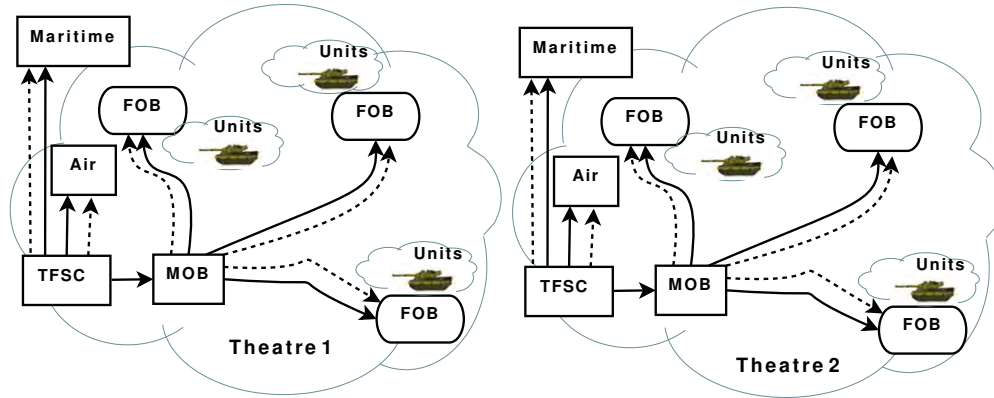 Maritime
Units
FOB
FOB
Units
Air
TFSC
MOB
Units
FOB
Theatre 1
Maritime
Units
FOB
FOB
Units
Air
TFSC
MOB
Units
FOB
Theatre 2